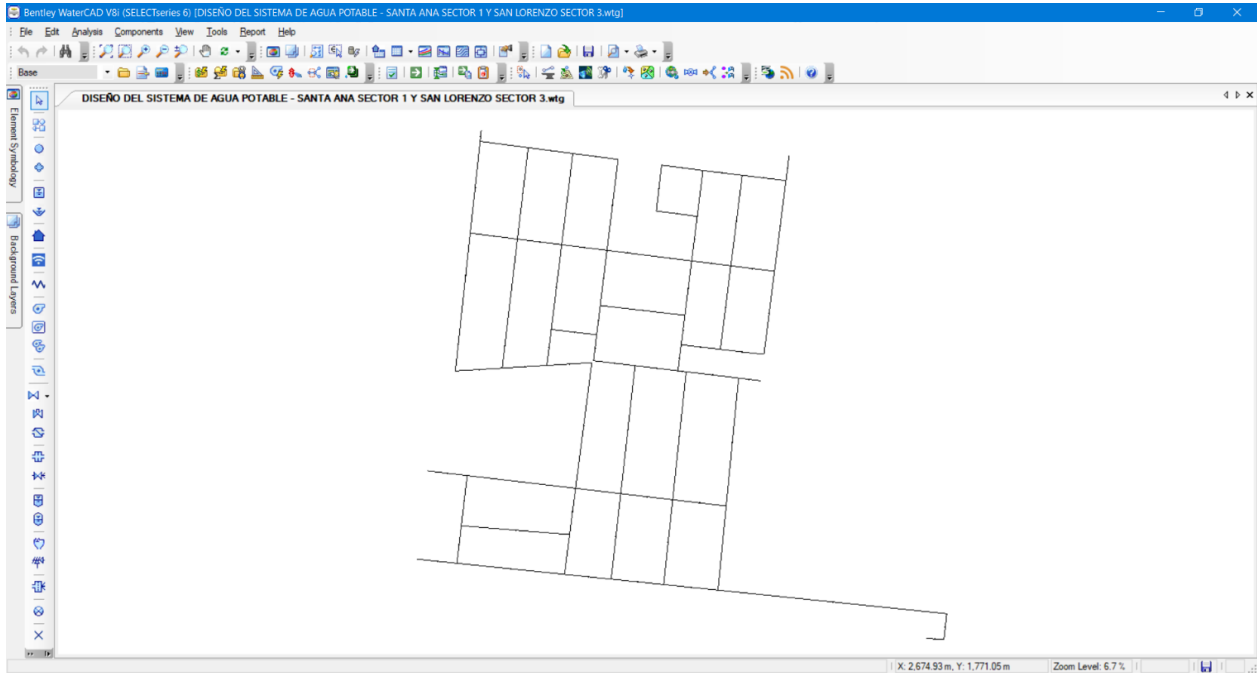 Bentley WaterCAD V8i (SELECTseries 6) [DISEÑO DEL SISTEMA DE AGUA POTABLE - SANTA ANA SECTOR 1 Y SAN LORENZO SECTOR 3.wtg]
File Edit Analysis Components View Tools Report Help
Base
DISEÑO DEL SISTEMA DE AGUA POTABLE - SANTA ANA SECTOR 1 Y SAN LORENZO SECTOR 3.wtg
Element Symbology
Background Layers
X: 2,674.93 m, Y: 1,771.05 m
Zoom Level: 6.7 %